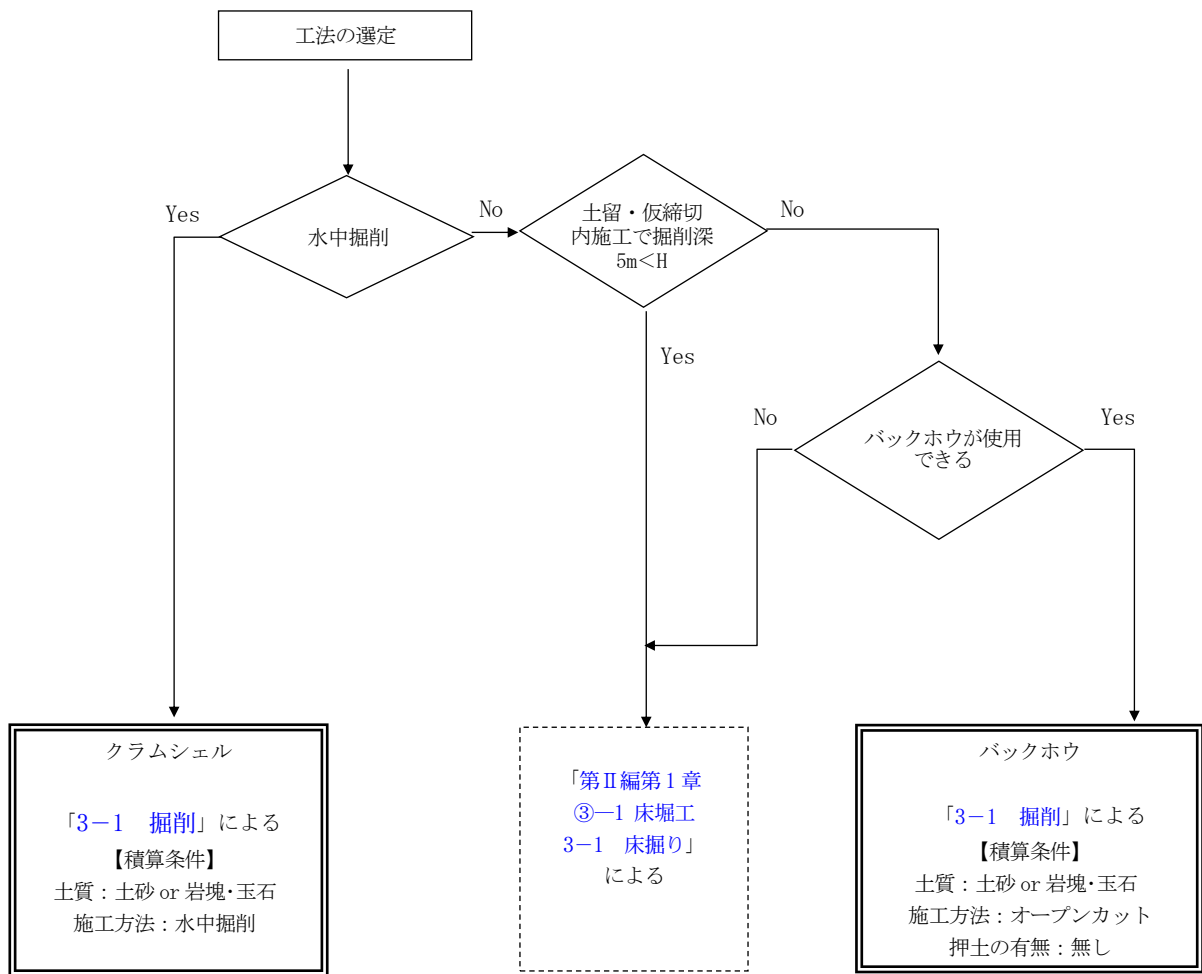 工法の選定
Yes
水中掘削
No
土留・仮締切
内施工で掘削深
5m<H
No
Yes
No
バックホウが使用
できる
Yes
クラムシェル
「3−1　掘削」による
【積算条件】
土質：土砂 or 岩塊･玉石
施工方法：水中掘削
「第Ⅱ編第１章
③―1 床堀工
3−1　床掘り」
による
バックホウ
「3−1　掘削」による
【積算条件】
土質：土砂 or 岩塊･玉石
施工方法：オープンカット
押土の有無：無し